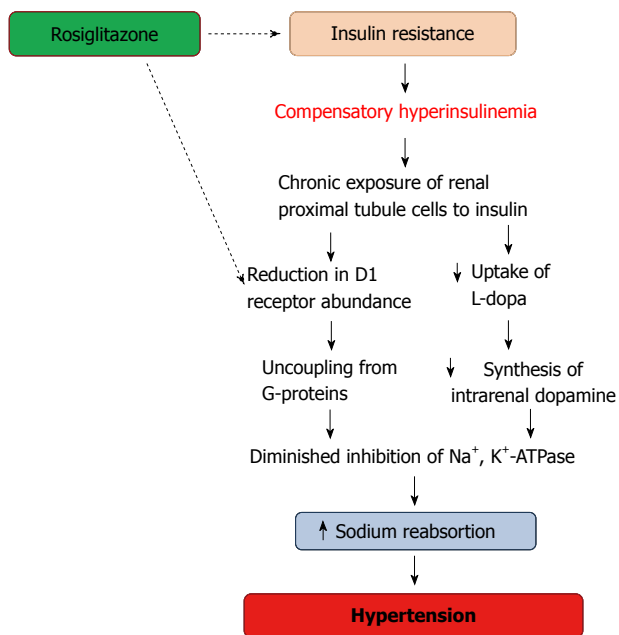 Rosiglitazone
Insulin resistance
Compensatory hyperinsulinemia
Chronic exposure of renal
proximal tubule cells to insulin
Reduction in D1
receptor abundance
↓ Uptake of
L-dopa
Uncoupling from
G-proteins
↓ Synthesis of
intrarenal dopamine
Diminished inhibition of Na⁺, K⁺-ATPase
↑ Sodium reabsortion
Hypertension